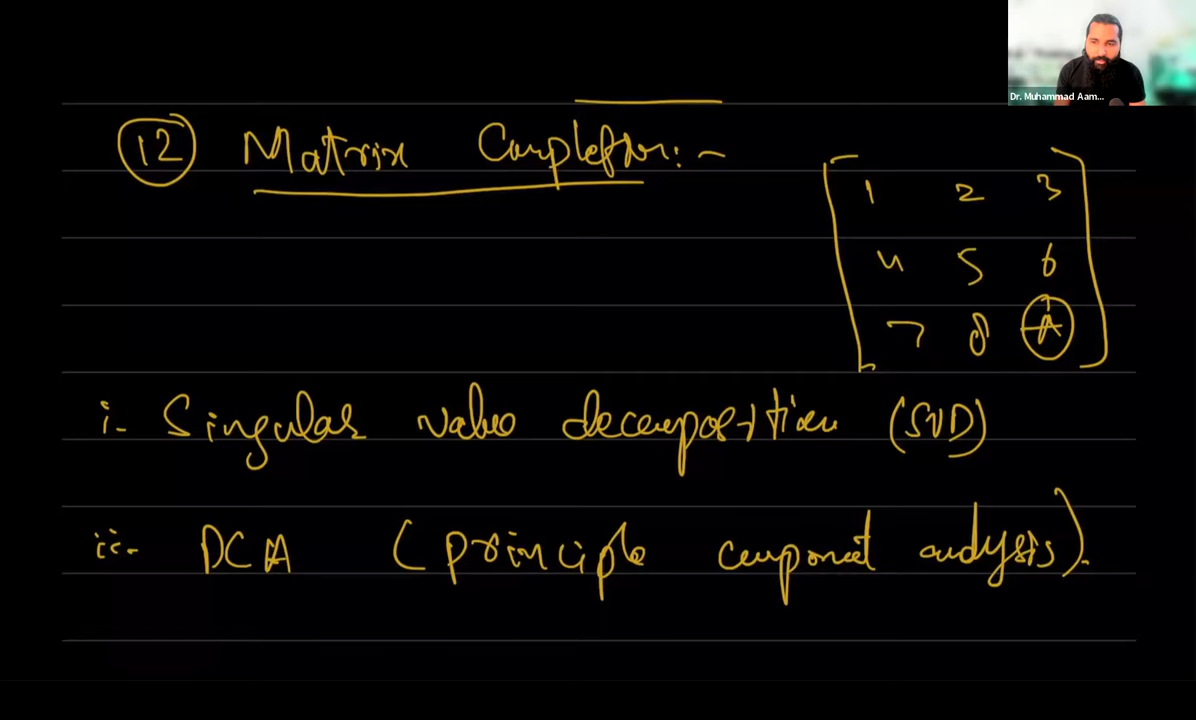 Dr. Muhammad Aam...
12 Matrix Completion:-
1 2 3
4 5 6
7 8
i- Singular value decomposition (SVD)
ii- PCA (principle component analysis).